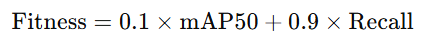 Fitness = 0.1 × mAP50 + 0.9 × Recall